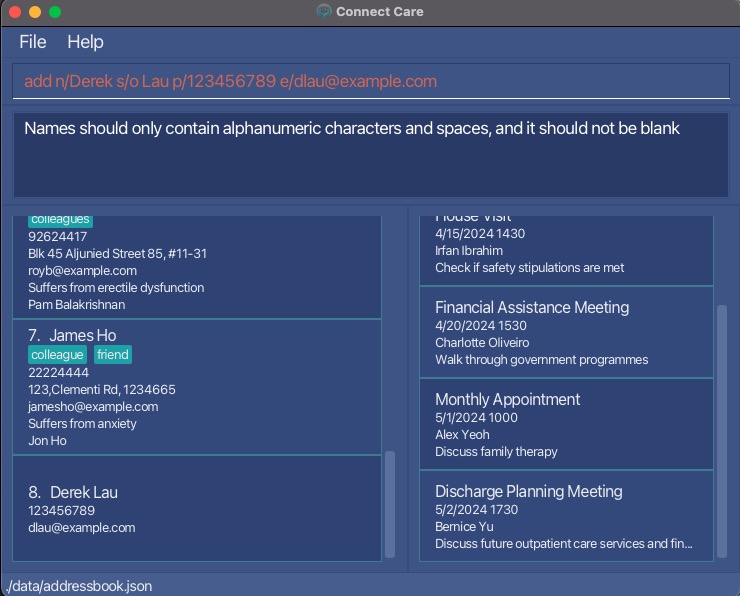 Connect Care
File Help
add n/Derek s/o Lau p/123456789 e/dlau@example.com
Names should only contain alphanumeric characters and spaces, and it should not be blank
colleagues
92624417
Blk 45 Aljunied Street 85, #11-31
royb@example.com
Suffers from erectile dysfunction
Pam Balakrishnan
7. James Ho
colleague friend
22224444
123,Clementi Rd, 1234665
jamesho@example.com
Suffers from anxiety
Jon Ho
8. Derek Lau
123456789
dlau@example.com
House Visit
4/15/2024 1430
Irfan Ibrahim
Check if safety stipulations are met
Financial Assistance Meeting
4/20/2024 1530
Charlotte Oliveiro
Walk through government programmes
Monthly Appointment
5/1/2024 1000
Alex Yeoh
Discuss family therapy
Discharge Planning Meeting
5/2/2024 1730
Bernice Yu
Discuss future outpatient care services and fin...
./data/addressbook.json